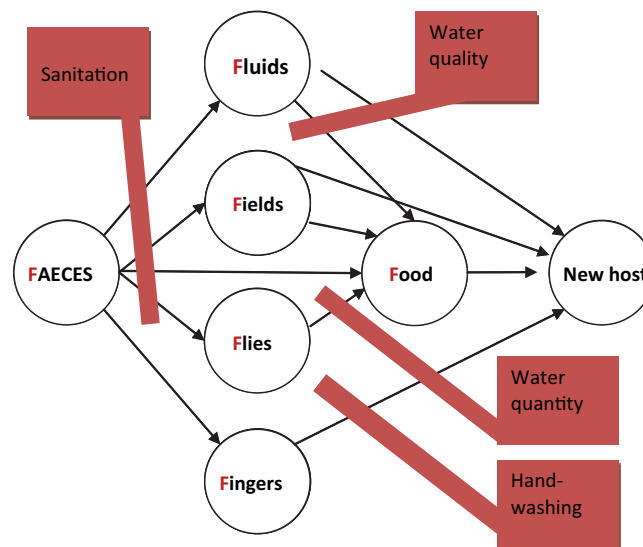 Water
quality
Fluids
Sanitation
Fields
FAECES
Food
New host
Flies
Water
quantity
Fingers
Hand-
washing